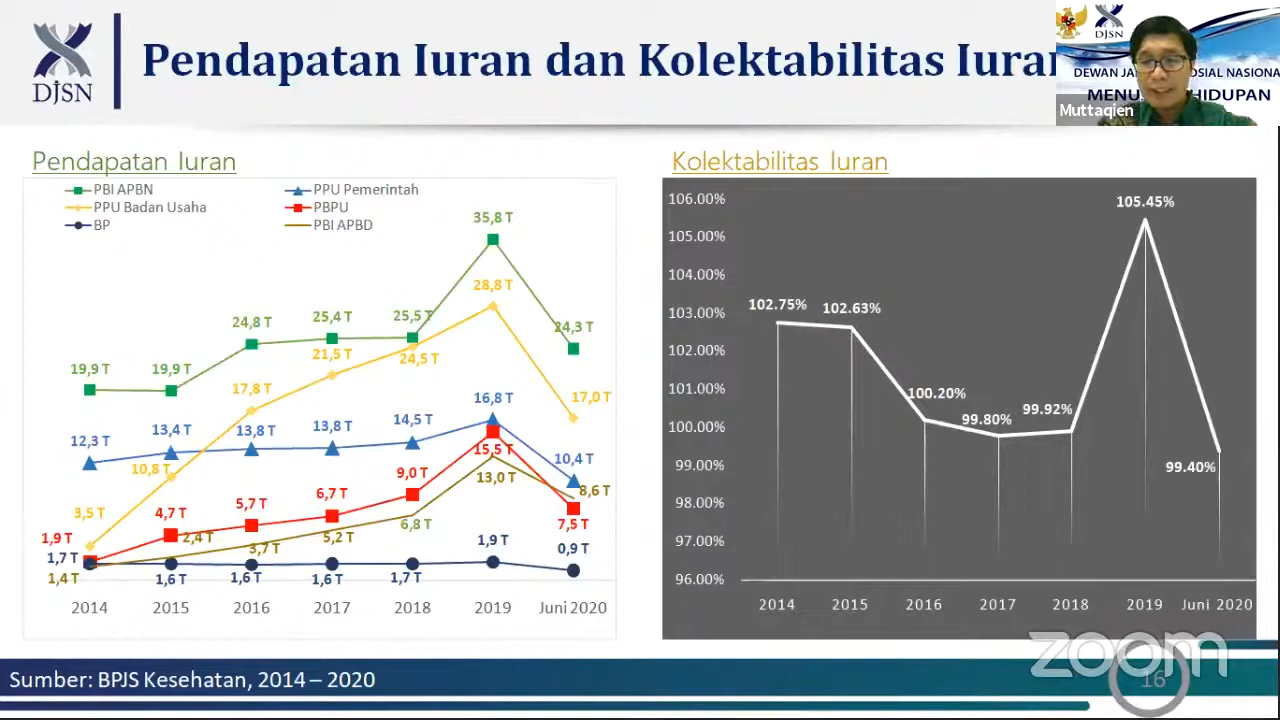 DJSN
Pendapatan Iuran dan Kolektabilitas Iuran
DJSN
DEWAN JA SOSIAL NASIONA
MENU HIDUPAN
Muttaqien
Pendapatan Iuran
PBI APBN
PPU Pemerintah
PPU Badan Usaha
PBPU
BP
PBI APBD
35,8 T
28,8 T
24,8 T
25,4 T
25,5 T
24,3 T
19,9 T
19,9 T
21,5 T
24,5 T
17,8 T
17,0 T
16,8 T
12,3 T
13,4 T
13,8 T
13,8 T
14,5 T
10,8 T
15,5 T
10,4 T
9,0 T
13,0 T
8,6 T
3,5 T
4,7 T
5,7 T
6,7 T
6,8 T
7,5 T
1,9 T
2,4 T
3,7 T
5,2 T
1,7 T
1,9 T
0,9 T
1,4 T
1,6 T
1,6 T
1,6 T
1,7 T
2014 2015 2016 2017 2018 2019 Juni 2020
Kolektabilitas Iuran
106.00%
105.00%
104.00%
103.00%
102.00%
101.00%
100.00%
99.00%
98.00%
97.00%
96.00%
102.75%
102.63%
100.20%
99.80%
99.92%
105.45%
99.40%
2014 2015 2016 2017 2018 2019 Juni 2020
zoom
Sumber: BPJS Kesehatan, 2014 – 2020
16